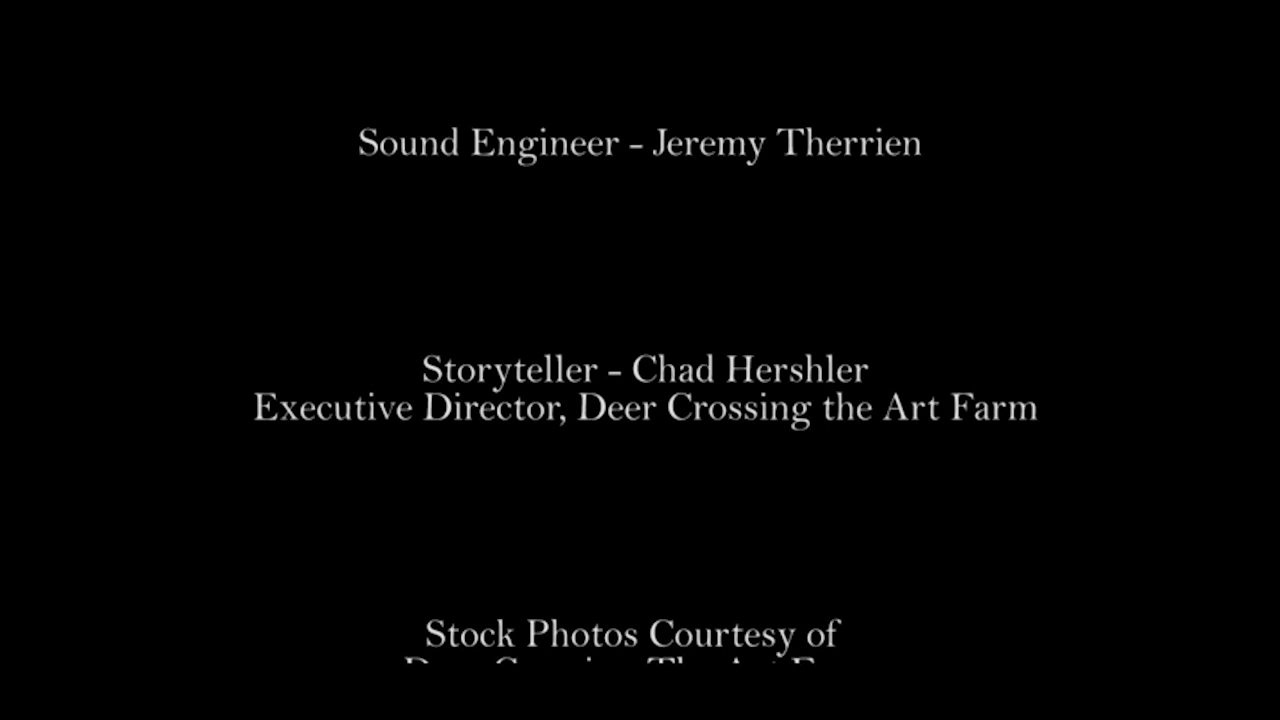 Sound Engineer - Jeremy Therrien
Storyteller - Chad Hershler
Executive Director, Deer Crossing the Art Farm
Stock Photos Courtesy of